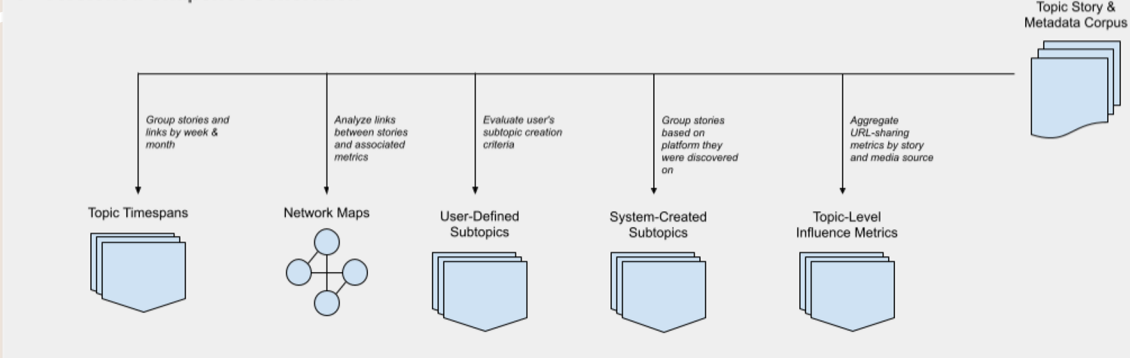 Topic Story &
Metadata Corpus
Group stories and
links by week &
month
Analyze links
between stories
and associated
metrics
Evaluate user's
subtopic creation
criteria
Group stories
based on
platform they
were discovered
on
Aggregate
URL-sharing
metrics by story
and media source
Topic Timespans
Network Maps
User-Defined
Subtopics
System-Created
Subtopics
Topic-Level
Influence Metrics